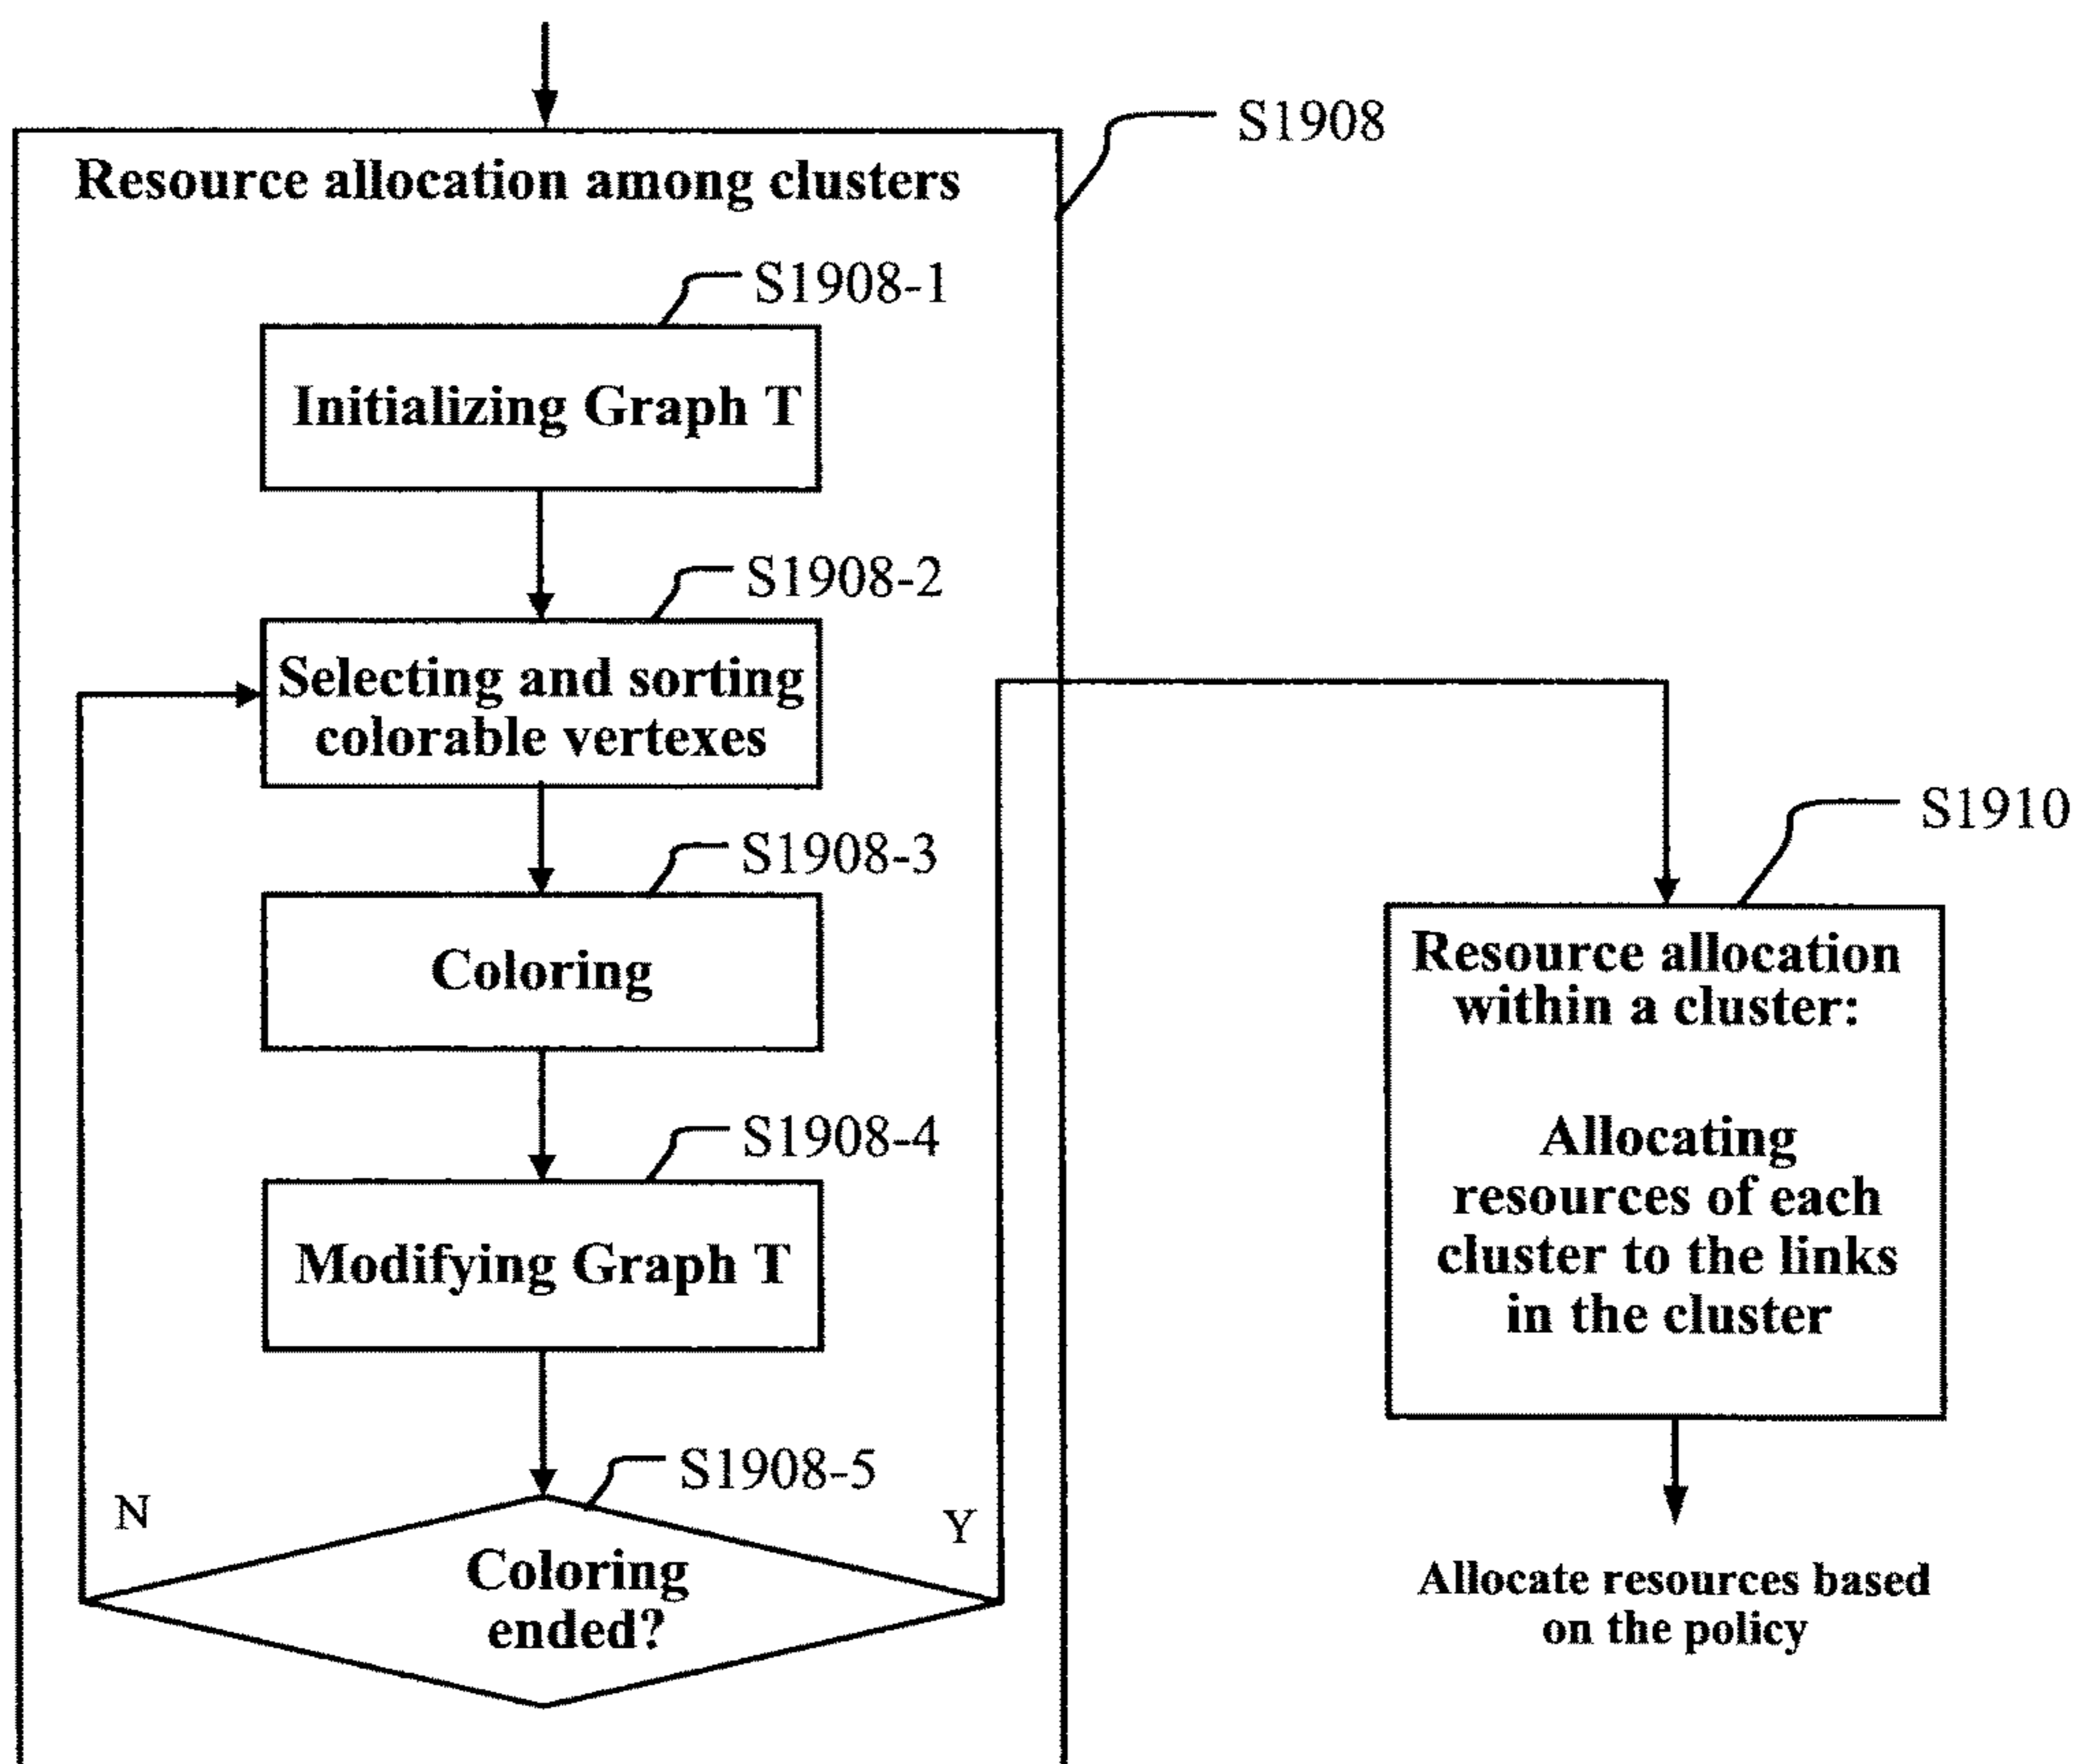 S1908
Resource allocation among clusters
S1908-1
Initializing Graph T
S1908-2
Selecting and sorting
colorable vertexes
S1908-3
Coloring
S1908-4
Modifying Graph T
S1908-5
N
Y
Coloring
ended?
S1910
Resource allocation
within a cluster:
Allocating
resources of each
cluster to the links
in the cluster
Allocate resources based
on the policy